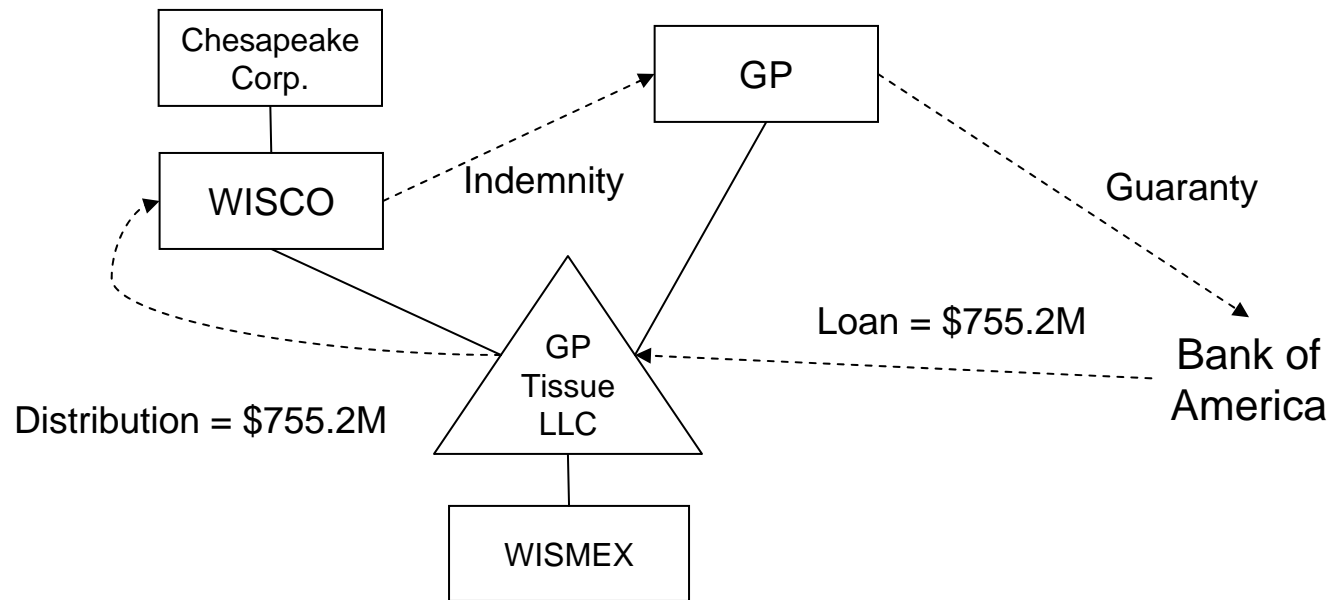 Chesapeake
Corp.
GP
WISCO
Indemnity
Guaranty
Loan = $755.2M
GP
Tissue
LLC
Bank of
America
Distribution = $755.2M
WISMEX